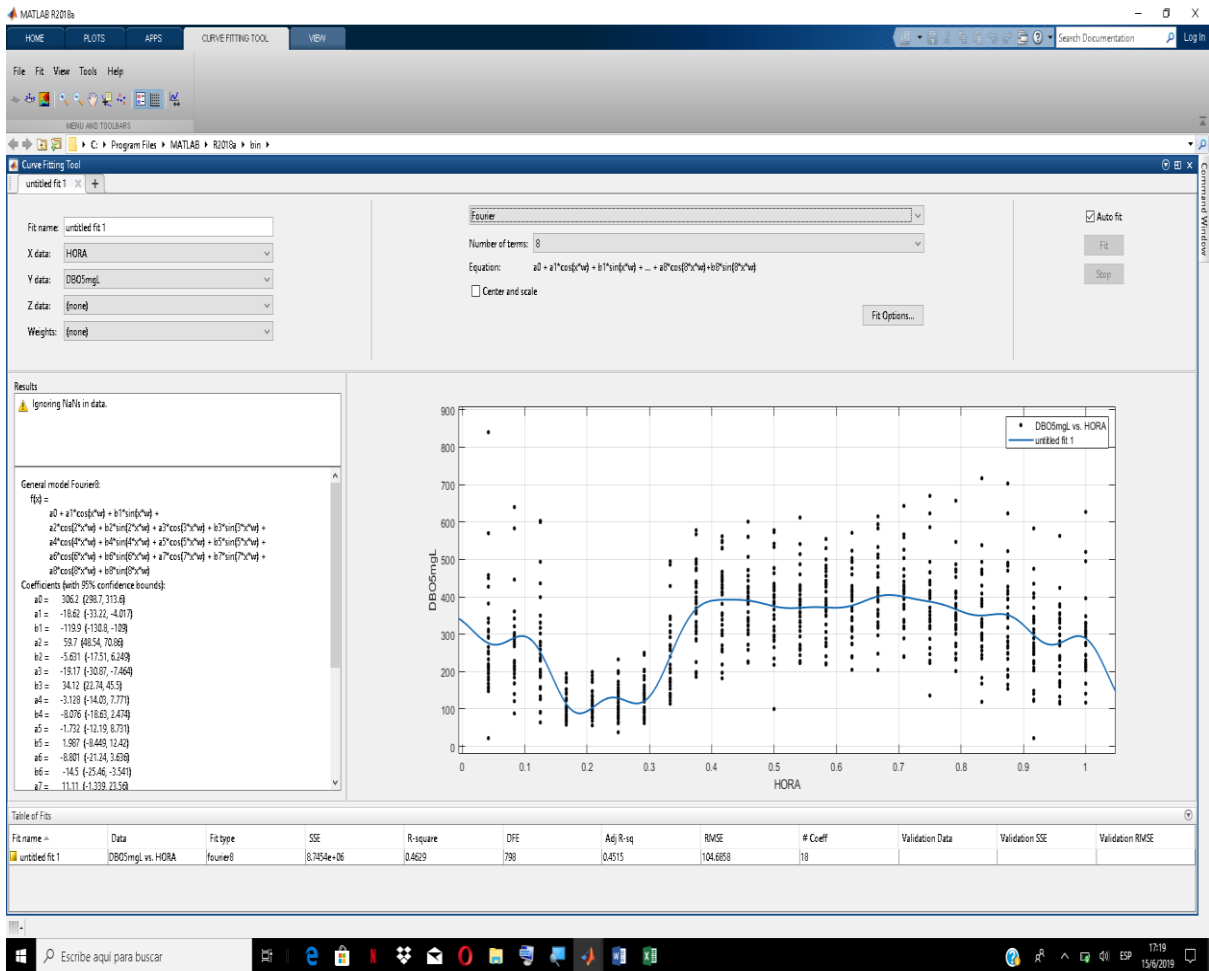 MATLAB R2018a
HOME PLOTS APPS CURVE FITTING TOOL VIEW
Search Documentation
Log In
File Fit View Tools Help
MENU AND TOOLBARS
C: Program Files MATLAB R2018a bin
Curve Fitting Tool
untitled fit 1
Command Window
Fit name: untitled fit 1
X data: HORA
Y data: DBO5mgL
Z data: (none)
Weights: (none)
Fourier
Number of terms: 8
Equation: a0 + a1*cos(x*w) + b1*sin(x*w) + ... + a8*cos(8*x*w)+b8*sin(8*x*w)
Center and scale
Fit Options...
Auto fit
Fit
Stop
Results
Ignoring NaNs in data.
General model Fourier8:
f(x) =
a0 + a1*cos(x*w) + b1*sin(x*w) +
a2*cos(2*x*w) + b2*sin(2*x*w) + a3*cos(3*x*w) + b3*sin(3*x*w) +
a4*cos(4*x*w) + b4*sin(4*x*w) + a5*cos(5*x*w) + b5*sin(5*x*w) +
a6*cos(6*x*w) + b6*sin(6*x*w) + a7*cos(7*x*w) + b7*sin(7*x*w) +
a8*cos(8*x*w) + b8*sin(8*x*w)
Coefficients (with 95% confidence bounds):
a0 = 306.2 (298.7, 313.6)
a1 = -18.62 (-33.22, -4.017)
b1 = -119.9 (-130.8, -109)
a2 = 59.7 (48.54, 70.86)
b2 = -5.631 (-17.51, 6.249)
a3 = -19.17 (-30.87, -7.464)
b3 = 34.12 (22.74, 45.5)
a4 = -3.128 (-14.03, 7.771)
b4 = -8.076 (-18.63, 2.474)
a5 = -1.732 (-12.19, 8.731)
b5 = 1.987 (-8.449, 12.42)
a6 = -8.801 (-21.24, 3.636)
b6 = -14.5 (-25.46, -3.541)
a7 = 11.11 (-1.339, 23.56)
DBO5mgL vs. HORA
untitled fit 1
900
800
700
600
500
400
300
200
100
0
DBO5mgL
0 0.1 0.2 0.3 0.4 0.5 0.6 0.7 0.8 0.9 1
HORA
Table of Fits
Fit name Data Fit type SSE R-square DFE Adj R-sq RMSE # Coeff Validation Data Validation SSE Validation RMSE
untitled fit 1 DBO5mgL vs. HORA fourier8 8.7454e+06 0.4629 798 0.4515 104.6858 18
Escribe aquí para buscar
ESP
17:19
15/6/2019